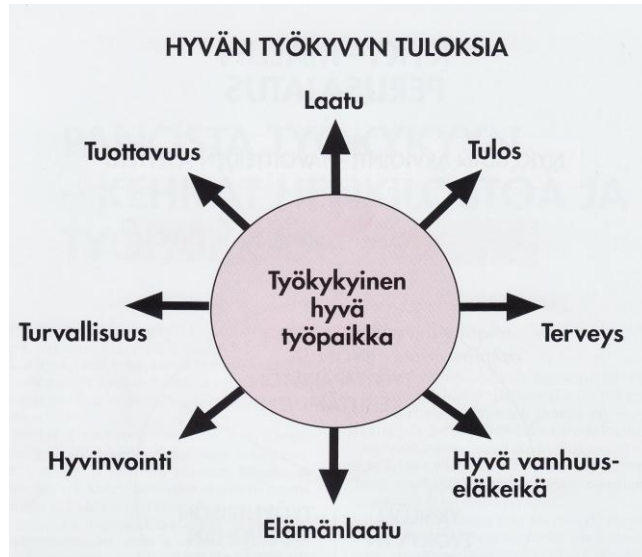 HYVÄN TYÖKYVYN TULOKSIA
Laatu
Tuottavuus
Tulos
Työkykyinen
hyvä
työpaikka
Turvallisuus
Terveys
Hyvinvointi
Hyvä vanhuus-
eläkeikä
Elämänlaatu